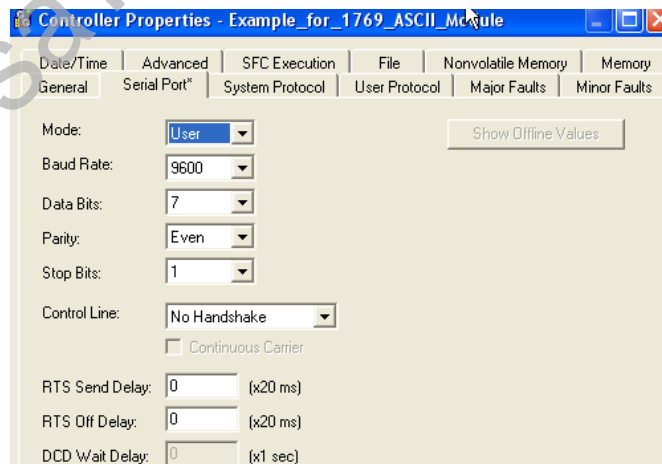 Controller Properties - Example_for_1769_ASCII_Module
Date/Time Advanced SFC Execution File Nonvolatile Memory Memory
General Serial Port* System Protocol User Protocol Major Faults Minor Faults
Mode: User Show Offline Values
Baud Rate: 9600
Data Bits: 7
Parity: Even
Stop Bits: 1
Control Line: No Handshake
Continuous Carrier
RTS Send Delay: 0 (x20 ms)
RTS Off Delay: 0 (x20 ms)
DCD Wait Delay: 0 (x1 sec)